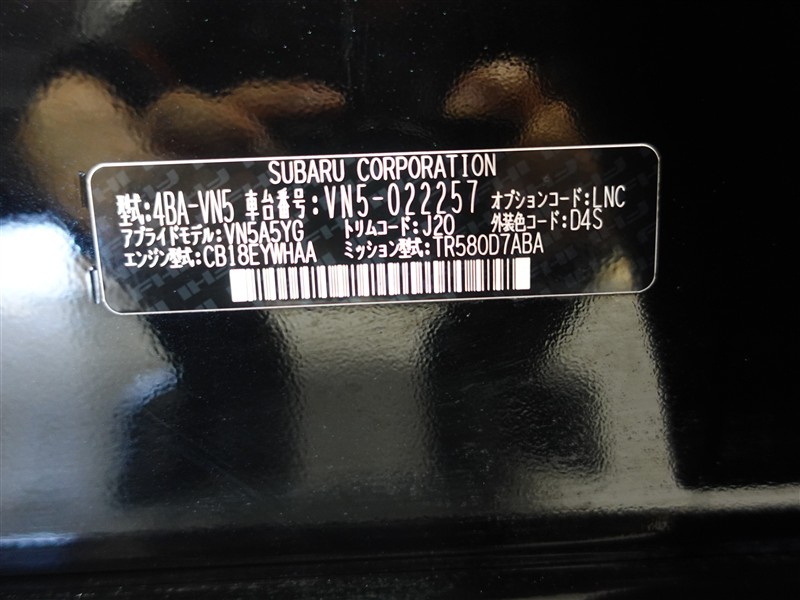 SUBARU CORPORATION
型式:4BA-VN5 車台番号:VN5-022257 オプションコード:LNC
アプライドモデル:VN5A5YG トリムコード:J20 外装色コード:D4S
エンジン型式:CB18EYWHAA ミッション型式:TR580D7ABA